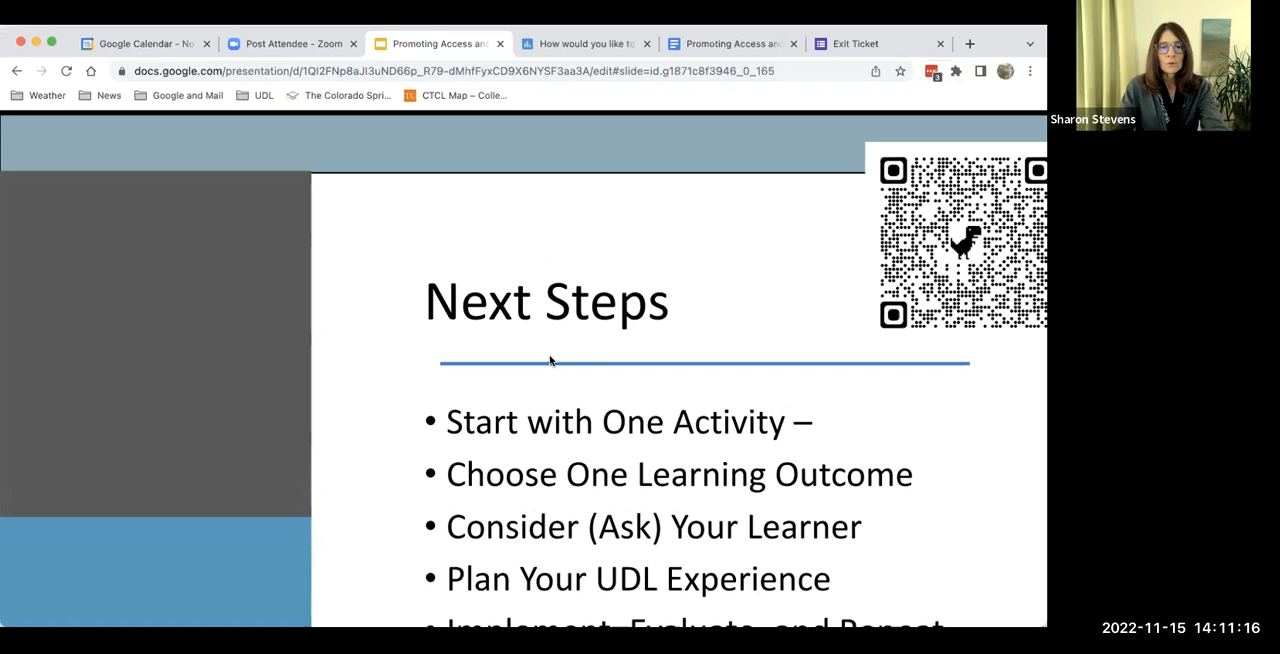 Google Calendar - No
Post Attendee - Zoom
Promoting Access and
How would you like to
Promoting Access and
Exit Ticket
docs.google.com/presentation/d/1QI2FNp8aJI3uND66p_R79-dMhfFyxCD9X6NYSF3aa3A/edit#slide=id.g1871c8f3946_0_165
3
Weather
News
Google and Mail
UDL
The Colorado Spri...
CTCL Map – Colle...
Sharon Stevens
Next Steps
• Start with One Activity –
• Choose One Learning Outcome
• Consider (Ask) Your Learner
• Plan Your UDL Experience
• Implement, Evaluate, and Repeat
2022-11-15 14:11:16